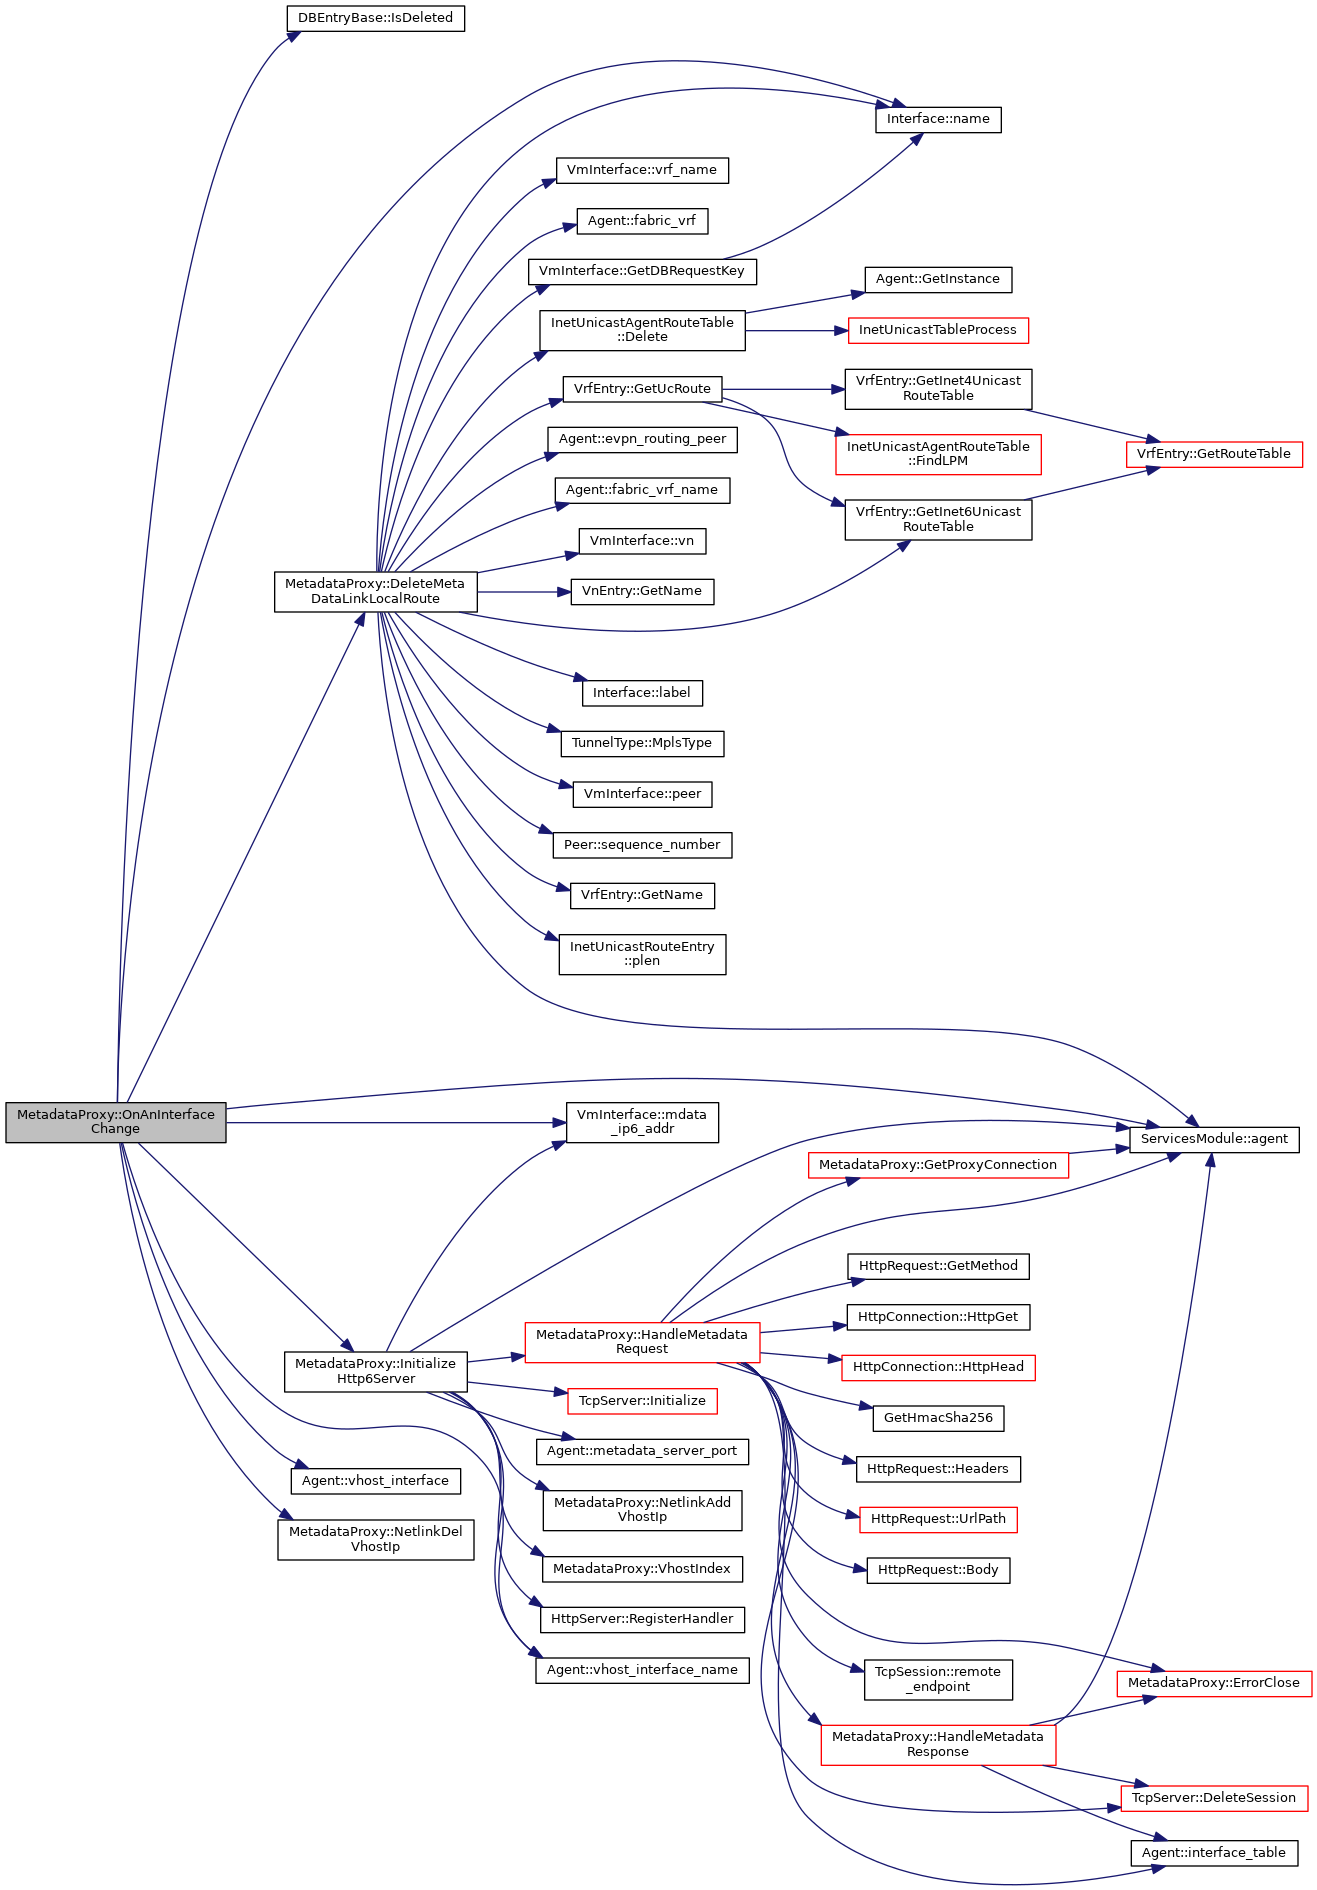 DBEntryBase::IsDeleted
Interface::name
VmInterface::vrf_name
Agent::fabric_vrf
VmInterface::GetDBRequestKey
Agent::GetInstance
InetUnicastAgentRouteTable
::Delete
InetUnicastTableProcess
VrfEntry::GetUcRoute
VrfEntry::GetInet4Unicast
RouteTable
Agent::evpn_routing_peer
InetUnicastAgentRouteTable
::FindLPM
VrfEntry::GetRouteTable
Agent::fabric_vrf_name
VrfEntry::GetInet6Unicast
RouteTable
VmInterface::vn
MetadataProxy::DeleteMeta
DataLinkLocalRoute
VnEntry::GetName
Interface::label
TunnelType::MplsType
VmInterface::peer
Peer::sequence_number
VrfEntry::GetName
InetUnicastRouteEntry
::plen
MetadataProxy::OnAnInterface
Change
VmInterface::mdata
_ip6_addr
ServicesModule::agent
MetadataProxy::GetProxyConnection
HttpRequest::GetMethod
HttpConnection::HttpGet
MetadataProxy::HandleMetadata
Request
MetadataProxy::Initialize
Http6Server
HttpConnection::HttpHead
TcpServer::Initialize
GetHmacSha256
Agent::metadata_server_port
HttpRequest::Headers
Agent::vhost_interface
MetadataProxy::NetlinkAdd
VhostIp
HttpRequest::UrlPath
MetadataProxy::NetlinkDel
VhostIp
MetadataProxy::VhostIndex
HttpRequest::Body
HttpServer::RegisterHandler
Agent::vhost_interface_name
TcpSession::remote
_endpoint
MetadataProxy::ErrorClose
MetadataProxy::HandleMetadata
Response
TcpServer::DeleteSession
Agent::interface_table